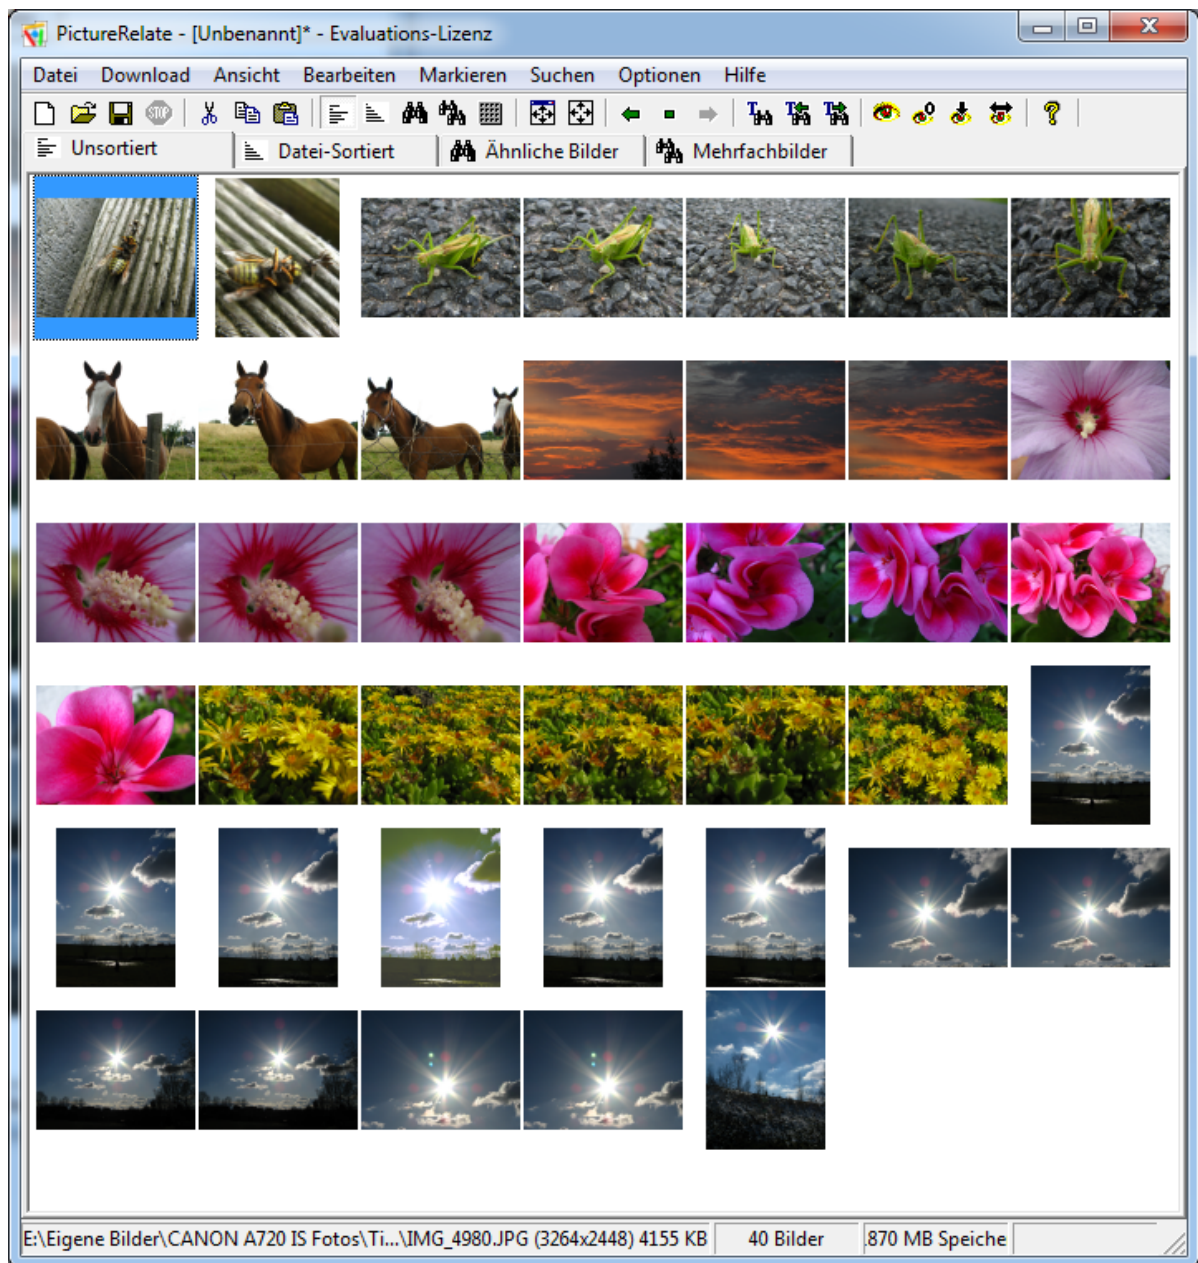 PictureRelate - [Unbenannt]* - Evaluations-Lizenz
Datei Download Ansicht Bearbeiten Markieren Suchen Optionen Hilfe
STOP
Unsortiert Datei-Sortiert Ähnliche Bilder Mehrfachbilder
E:\Eigene Bilder\CANON A720 IS Fotos\Ti...\IMG_4980.JPG (3264x2448) 4155 KB 40 Bilder .870 MB Speiche